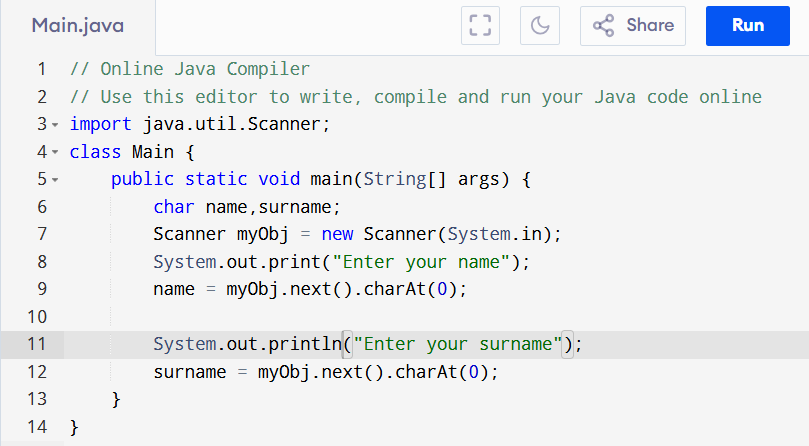 Main.java
Share
Run
1 // Online Java Compiler
2 // Use this editor to write, compile and run your Java code online
3 import java.util.Scanner;
4 class Main {
5     public static void main(String[] args) {
6         char name,surname;
7         Scanner myObj = new Scanner(System.in);
8         System.out.print("Enter your name");
9         name = myObj.next().charAt(0);
10
11         System.out.println("Enter your surname");
12         surname = myObj.next().charAt(0);
13     }
14 }